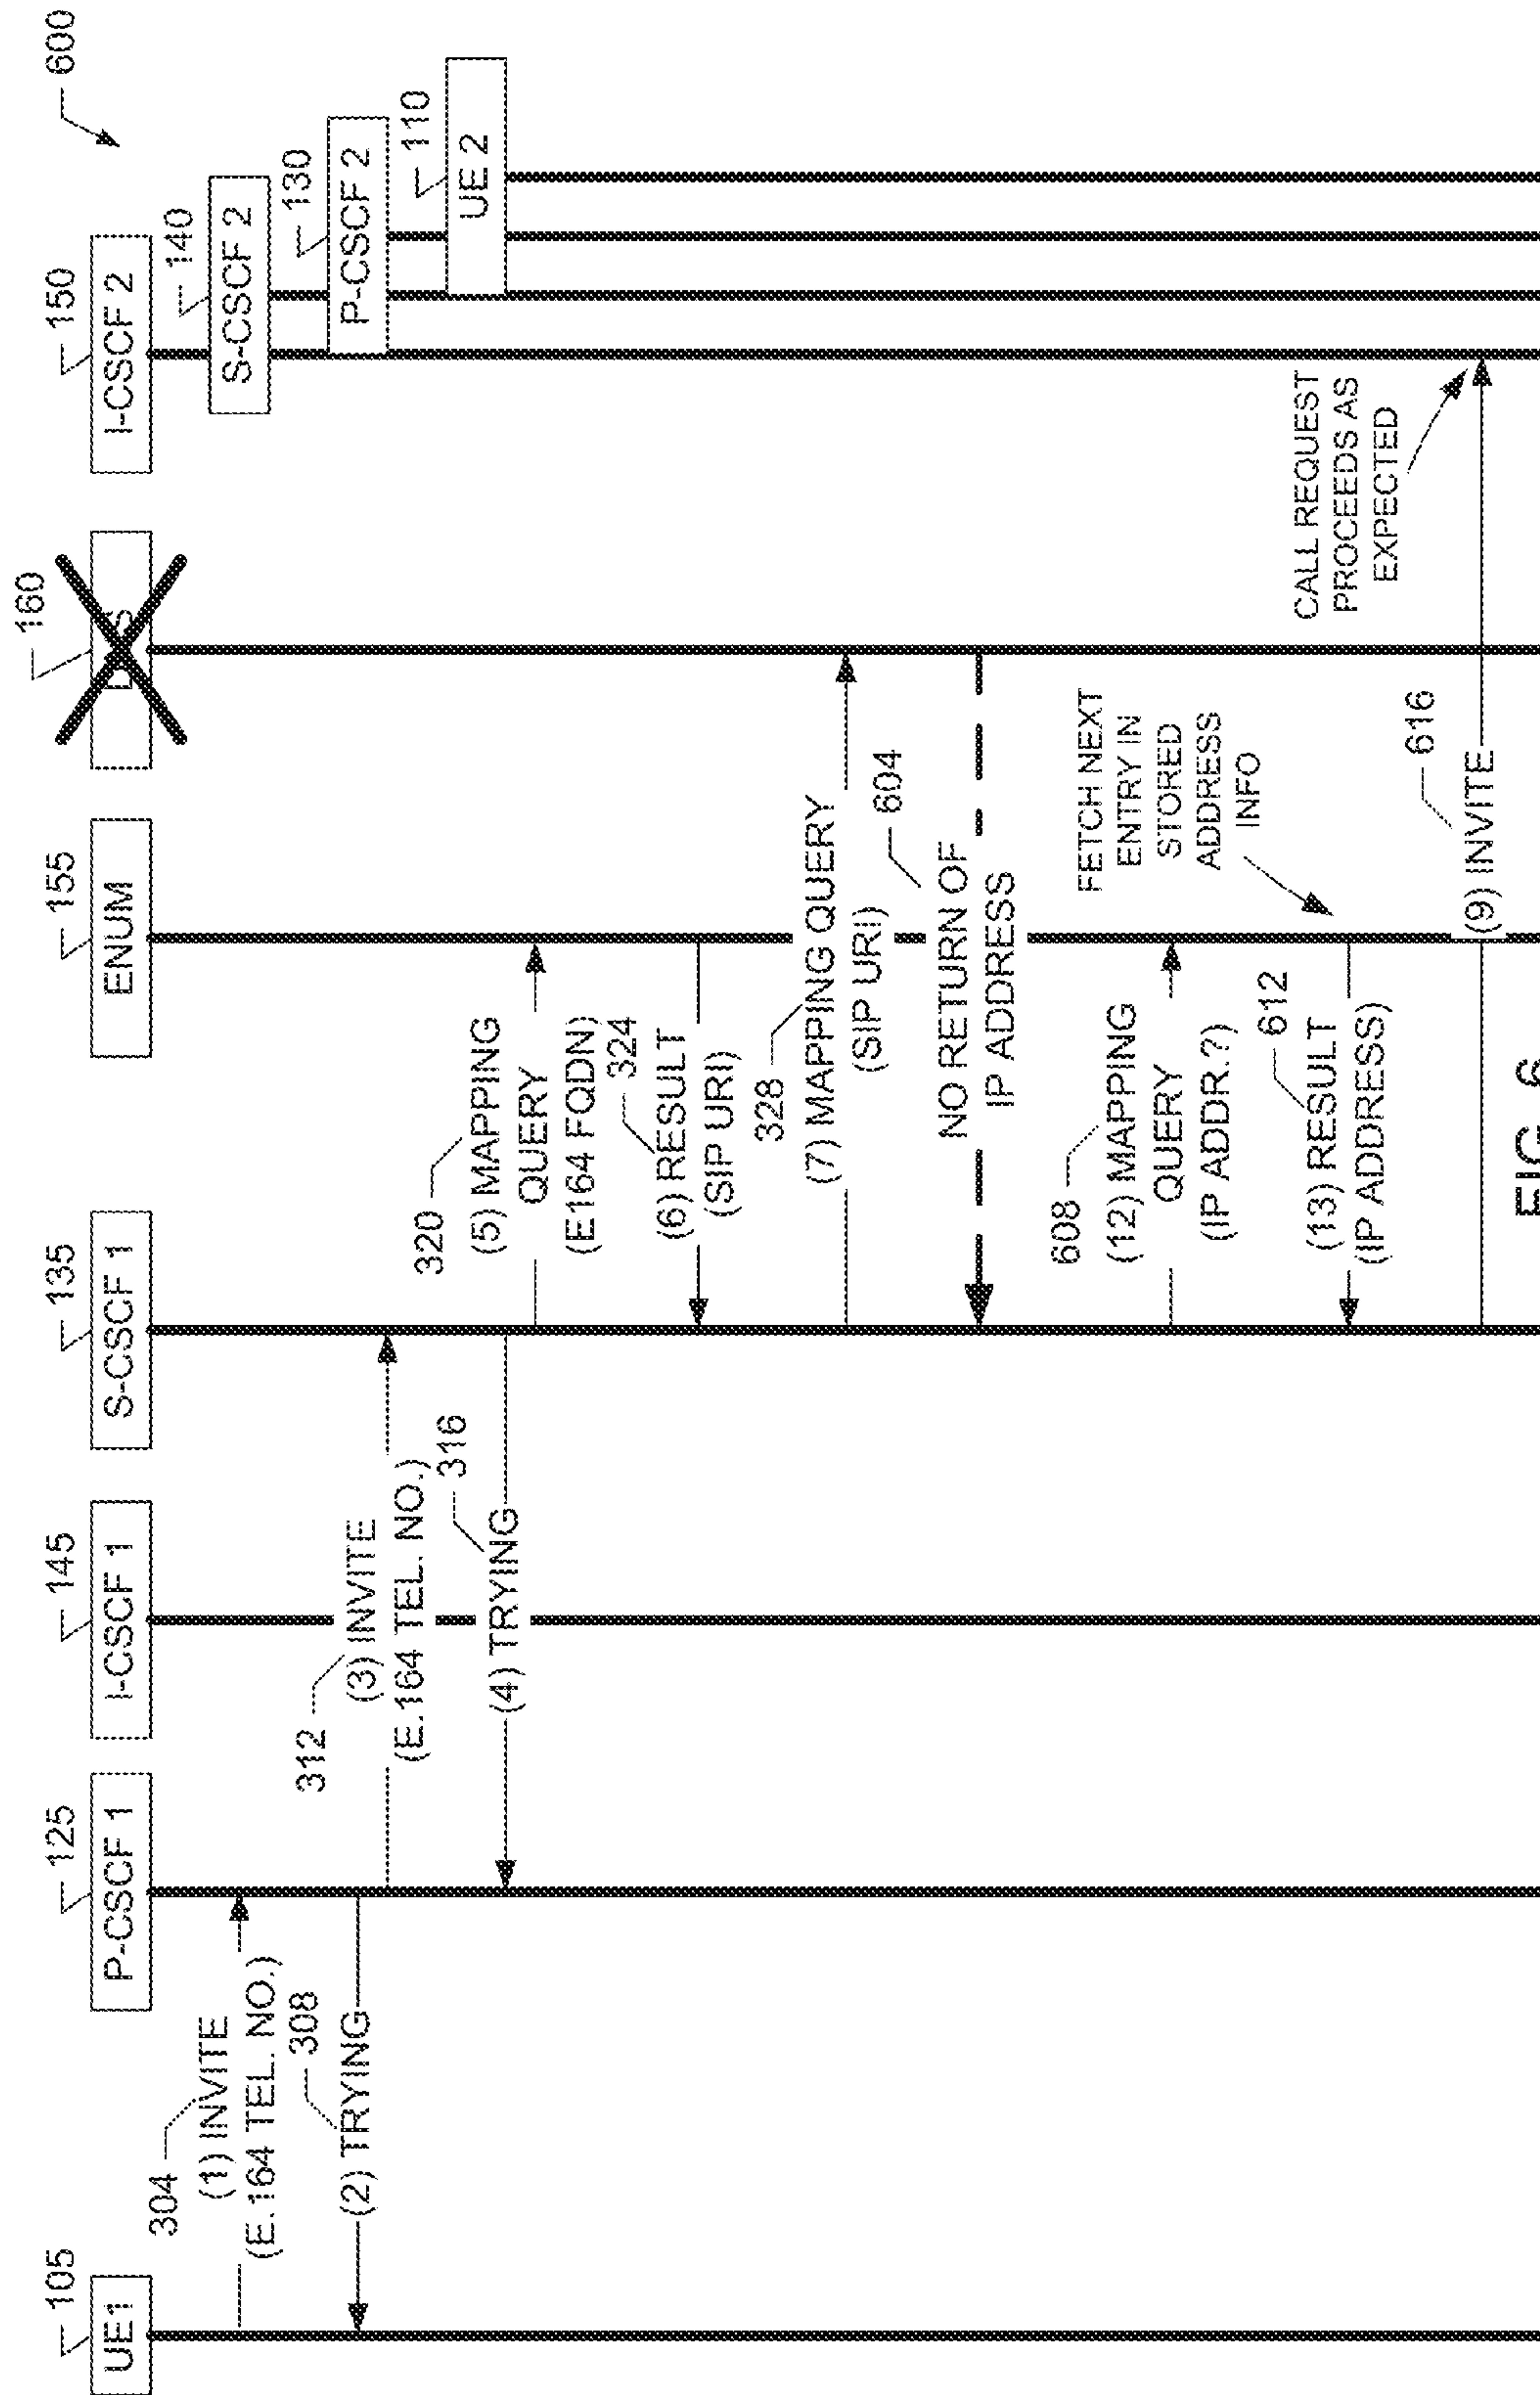 600
105
UE1
125
P-CSCF 1
145
I-CSCF 1
135
S-CSCF 1
155
ENUM
160
150
I-CSCF 2
140
S-CSCF 2
130
P-CSCF 2
110
UE 2
304
(1) INVITE
(E.164 TEL. NO.)
308
(2) TRYING
312
(3) INVITE
(E.164 TEL. NO.)
316
(4) TRYING
320
(5) MAPPING
QUERY
(E164 FQDN)
324
(6) RESULT
(SIP URI)
328
(7) MAPPING QUERY
(SIP URI)
604
NO RETURN OF
IP ADDRESS
608
(12) MAPPING
QUERY
(IP ADDR.?)
FETCH NEXT
ENTRY IN
STORED
ADDRESS
INFO
612
(13) RESULT
(IP ADDRESS)
CALL REQUEST
PROCEEDS AS
EXPECTED
616
(9) INVITE
FIG. 6